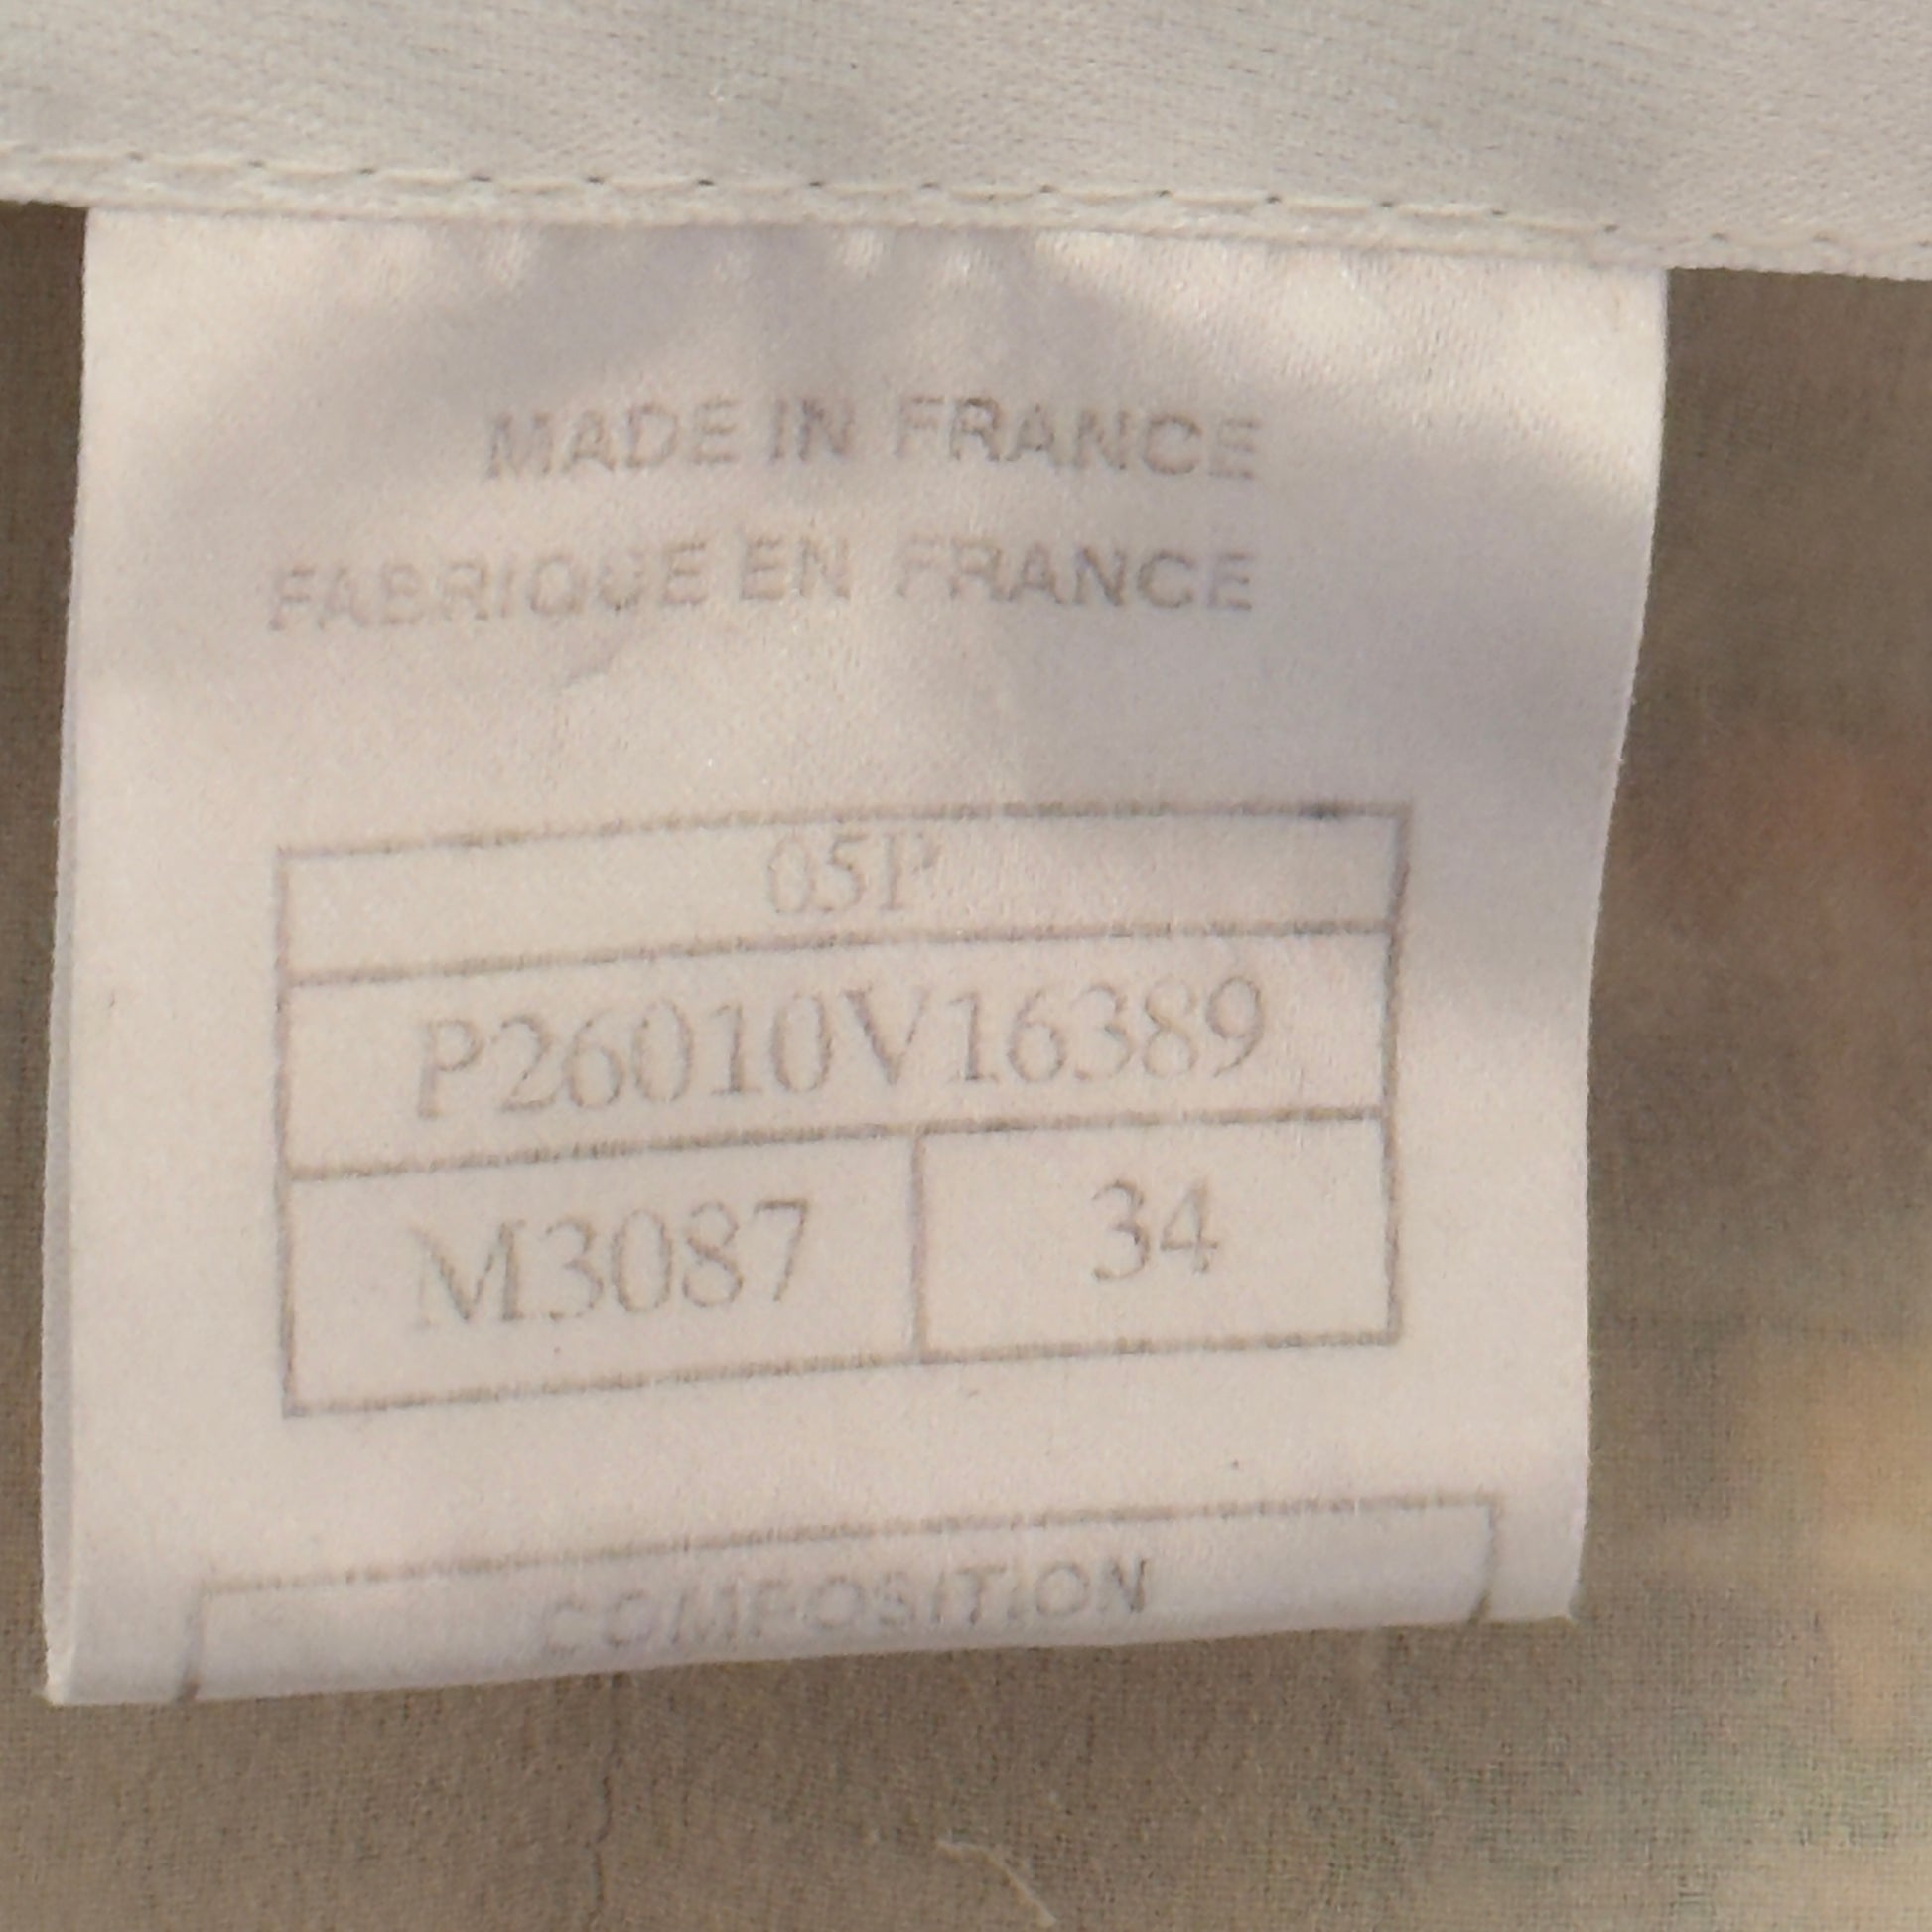 MADE IN FRANCE
FABRIQUE EN FRANCE
05P
P26010V16389
M3087 34
COMPOSITION